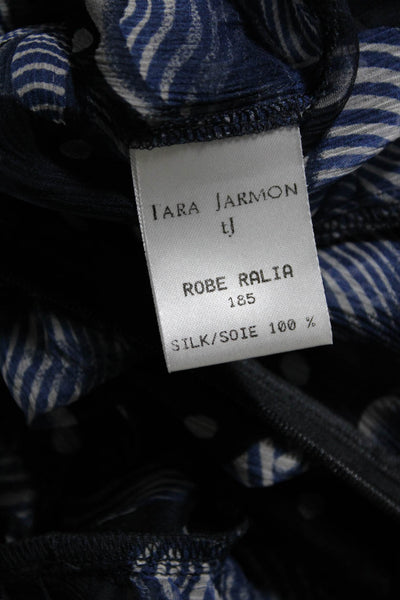 TARA JARMON
tJ
ROBE RALIA
185
SILK/SOIE 100 %